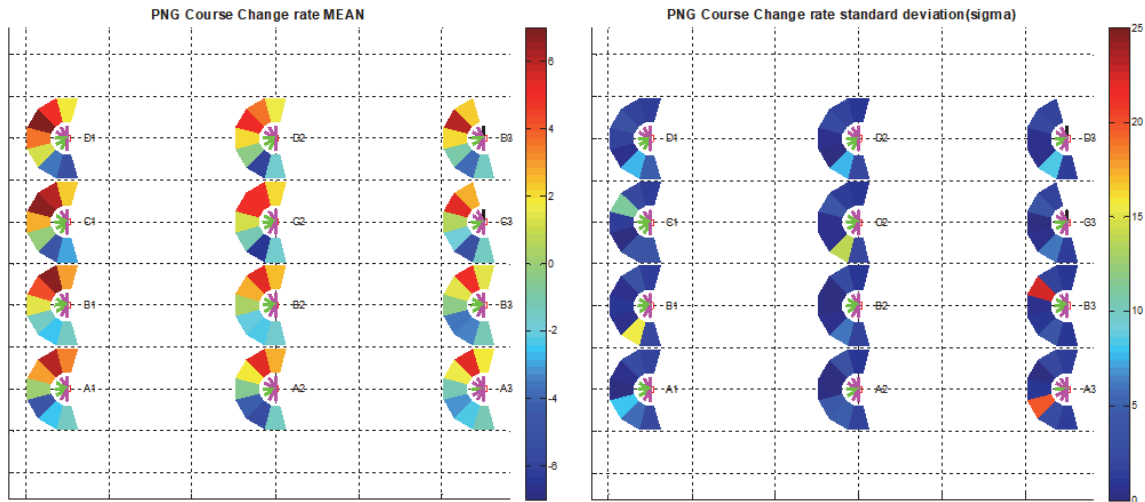 PNG Course Change rate MEAN
PNG Course Change rate standard deviation(sigma)
6
4
2
0
-2
-4
-6
25
20
15
10
5
0
D1
D2
B3
D1
D2
D3
C1
C2
C3
C1
C2
C3
B1
B2
B3
B1
B2
B3
A1
A2
A3
A1
A2
A3